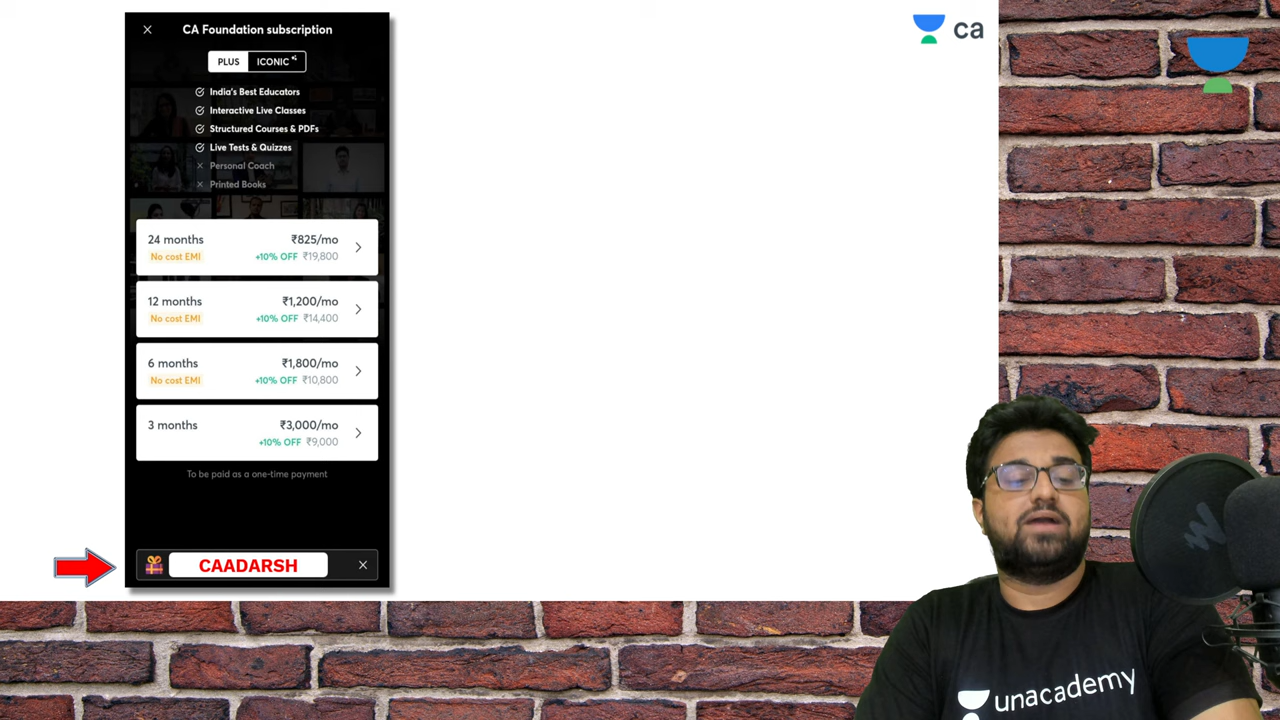 CA Foundation subscription
PLUS ICONIC
India's Best Educators
Interactive Live Classes
Structured Courses & PDFs
Live Tests & Quizzes
Personal Coach
Printed Books
24 months ₹825/mo
No cost EMI +10% OFF ₹19,800
12 months ₹1,200/mo
No cost EMI +10% OFF ₹14,400
6 months ₹1,800/mo
No cost EMI +10% OFF ₹10,800
3 months ₹3,000/mo
+10% OFF ₹9,000
To be paid as a one-time payment
CAADARSH
ca
unacademy